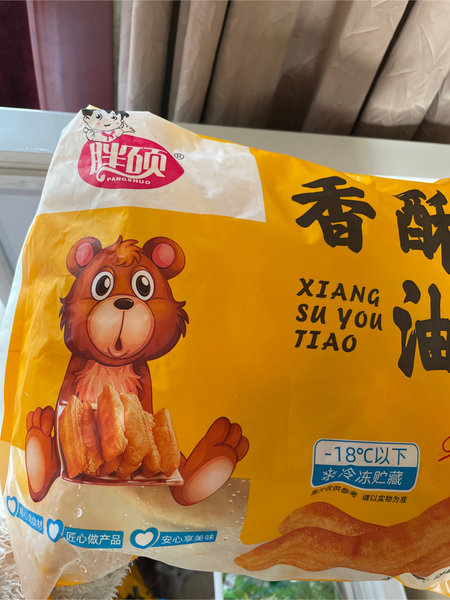 胖硕®
PANGSHUO
香酥
油
XIANG
SU YOU
TIAO
-18℃以下
冷冻贮藏
图片仅供参考 请以实物为准
匠心做产品
安心享美味